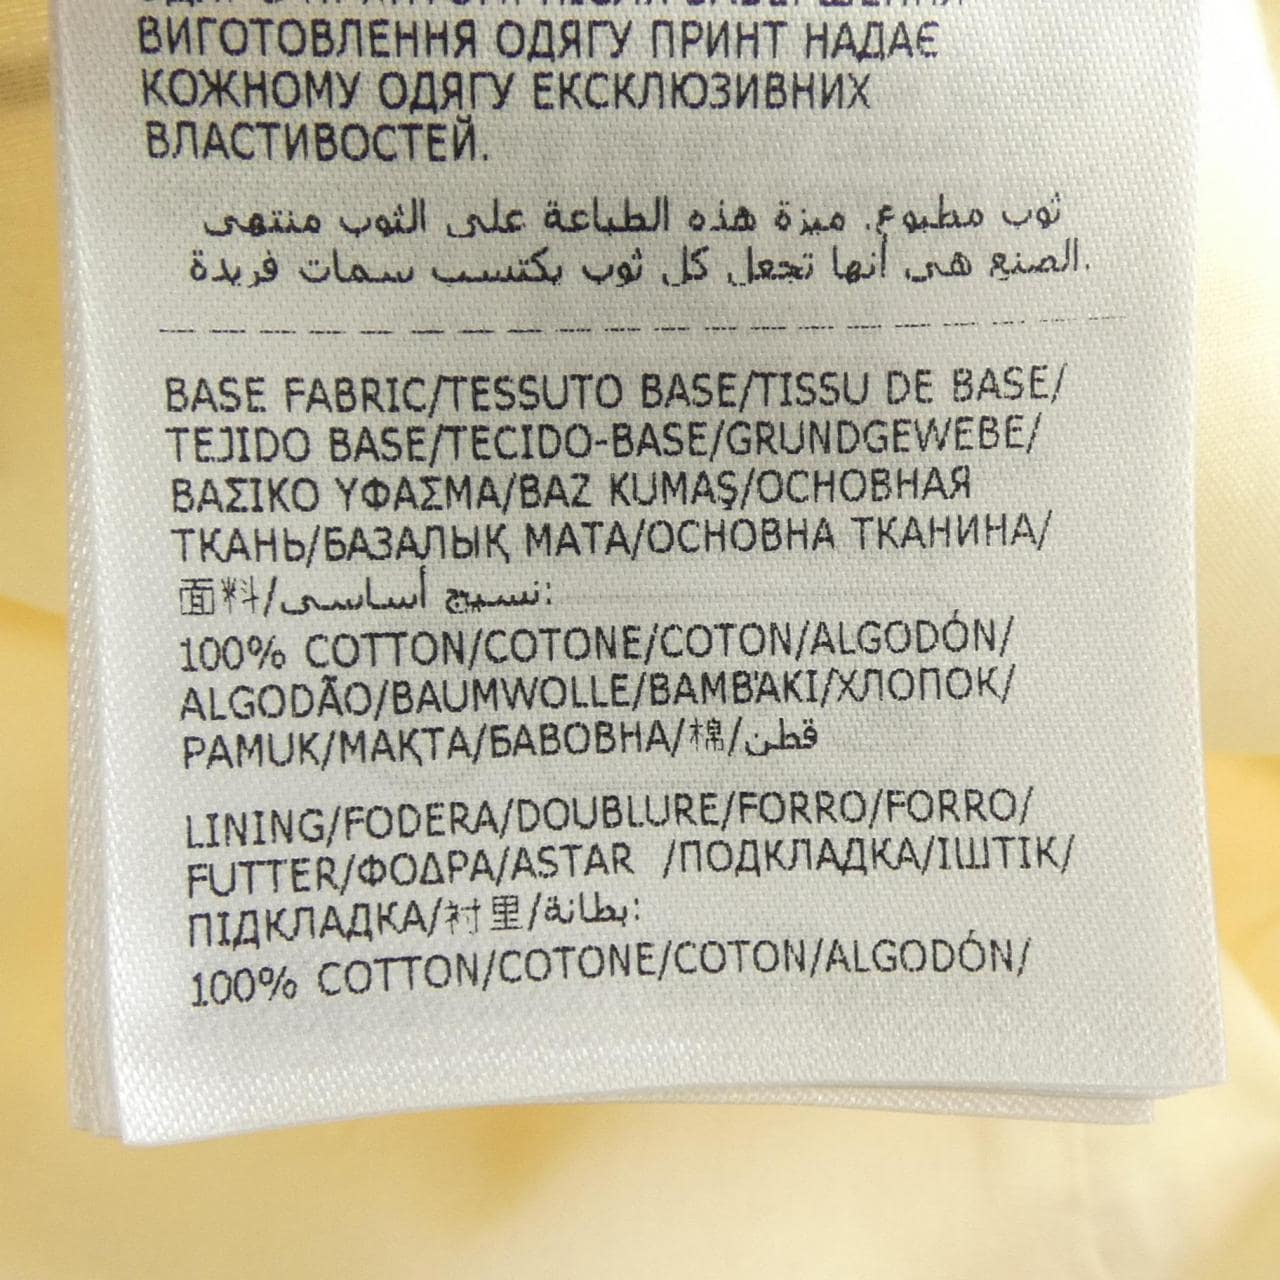 ВИГОТОВЛЕННЯ ОДЯГУ ПРИНТ НАДАЄ
КОЖНОМУ ОДЯГУ ЕКСКЛЮЗИВНИХ
ВЛАСТИВОСТЕЙ.
ثوب مطبوع. ميزة هذه الطباعة على الثوب منتهى
الصنع هى أنها تجعل كل ثوب يكتسب سمات فريدة.
BASE FABRIC/TESSUTO BASE/TISSU DE BASE/
TEJIDO BASE/TECIDO-BASE/GRUNDGEWEBE/
ΒΑΣΙΚΟ ΥΦΑΣΜΑ/BAZ KUMAŞ/ОСНОВНАЯ
ТКАНЬ/БАЗАЛЫҚ МАТА/ОСНОВНА ТКАНИНА/
面料/نسيج أساسى:
100% COTTON/COTONE/COTON/ALGODÓN/
ALGODÃO/BAUMWOLLE/ΒΑΜΒ'ΑΚΙ/ХЛОПОК/
PAMUK/МАҚТА/БАВОВНА/棉/قطن
LINING/FODERA/DOUBLURE/FORRO/FORRO/
FUTTER/ΦΟΔΡΑ/ASTAR /ПОДКЛАДКА/ІШТІК/
ПІДКЛАДКА/衬里/بطانة:
100% COTTON/COTONE/COTON/ALGODÓN/